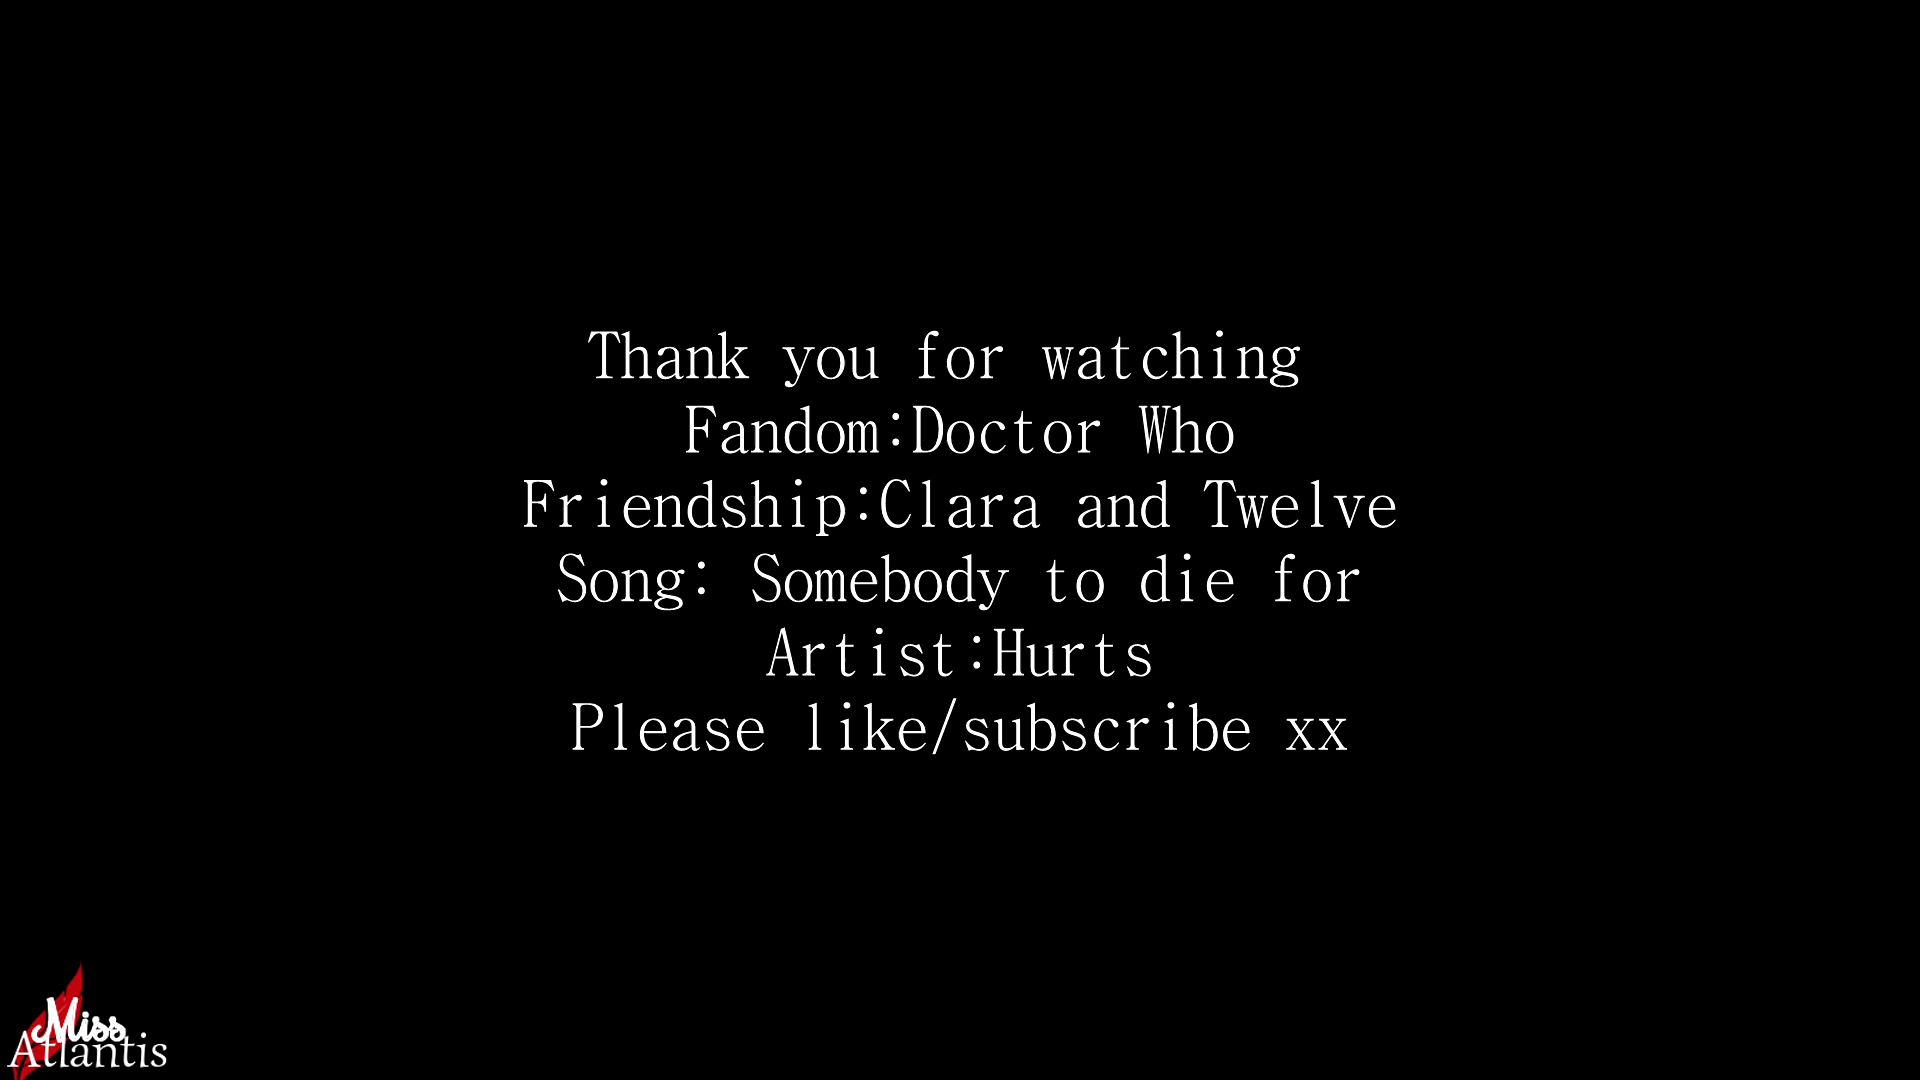 Thank you for watching
Fandom:Doctor Who
Friendship:Clara and Twelve
Song: Somebody to die for
Artist:Hurts
Please like/subscribe xx
Miss
Atlantis